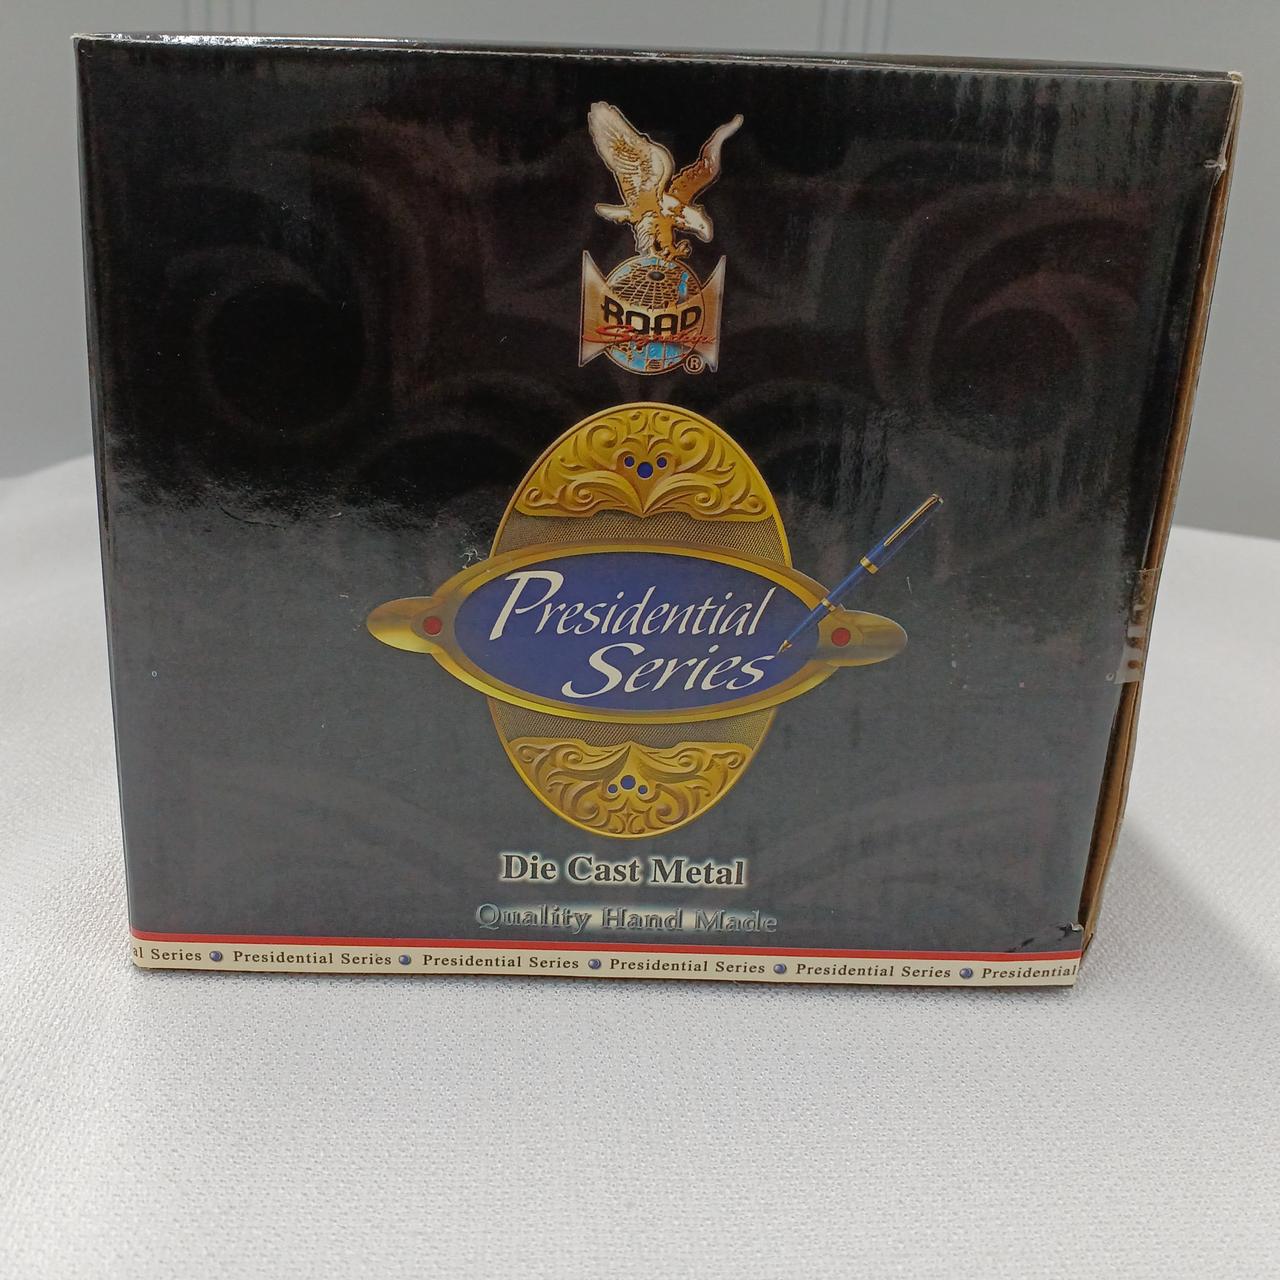 ROAD
Signature
®
Presidential
Series
Die Cast Metal
Quality Hand Made
al Series Presidential Series Presidential Series Presidential Series Presidential Series Presidential